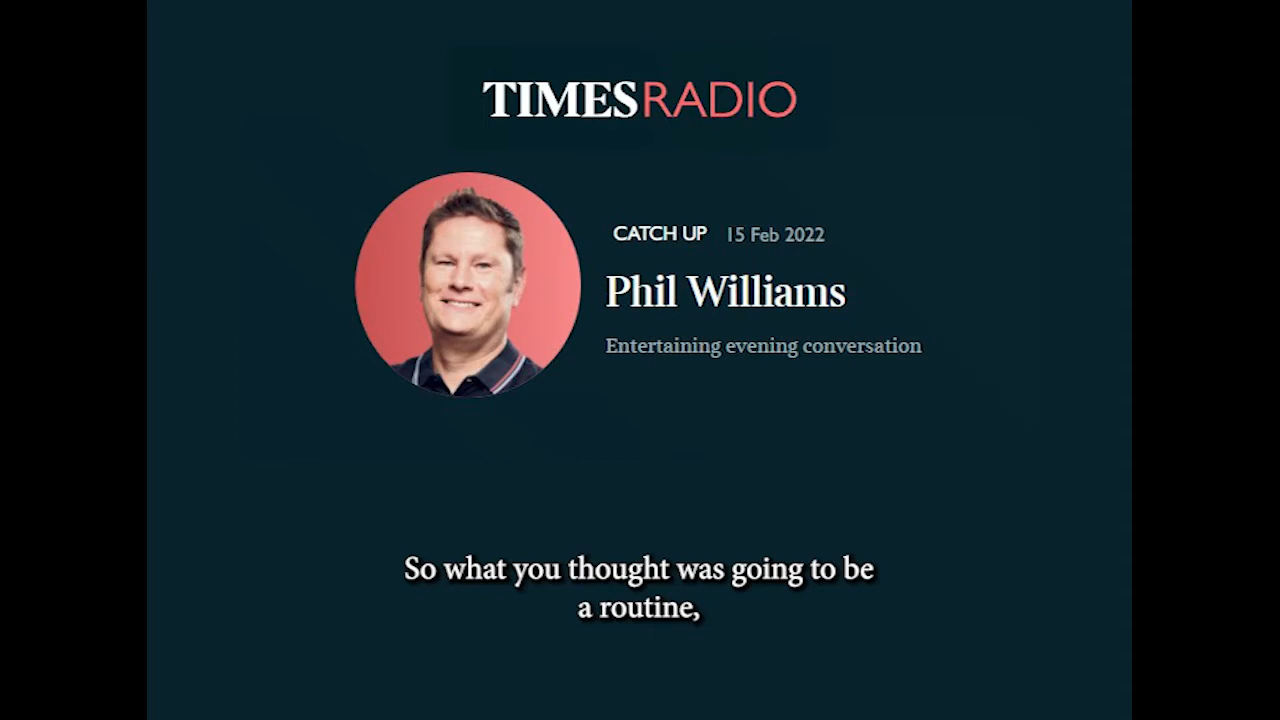 TIMESRADIO
CATCH UP 15 Feb 2022
Phil Williams
Entertaining evening conversation
So what you thought was going to be
a routine,